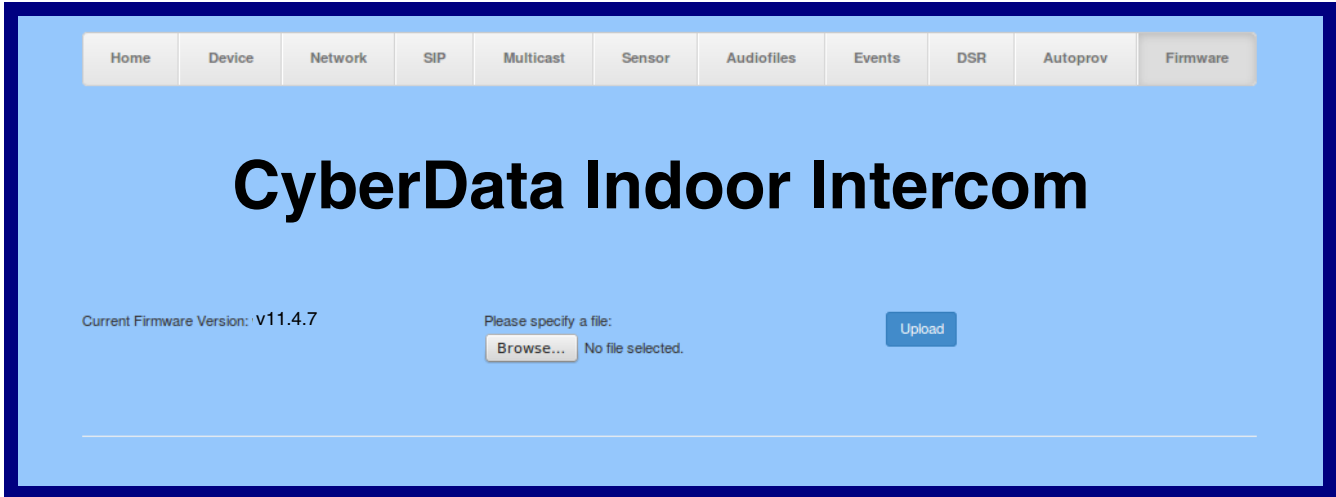 Home Device Network SIP Multicast Sensor Audiofiles Events DSR Autoprov Firmware
CyberData Indoor Intercom
Current Firmware Version: v11.4.7
Please specify a file:
Browse... No file selected.
Upload